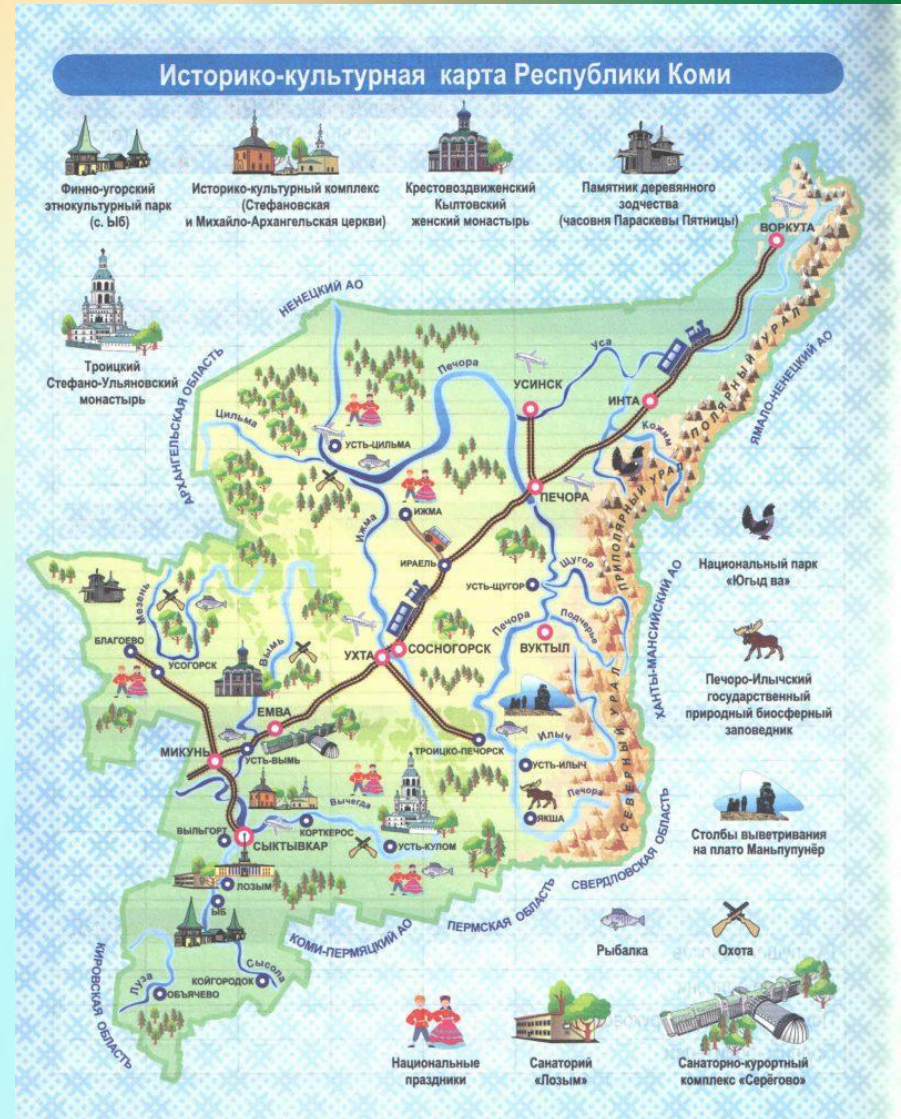 Историко-культурная карта Республики Коми
Финно-угорский
этнокультурный парк
(с. Ыб)
Историко-культурный комплекс
(Стефановская
и Михайло-Архангельская церкви)
Крестовоздвиженский
Кылтовский
женский монастырь
Памятник деревянного
зодчества
(часовня Параскевы Пятницы)
Троицкий
Стефано-Ульяновский
монастырь
ВОРКУТА
НЕНЕЦКИЙ АО
АРХАНГЕЛЬСКАЯ ОБЛАСТЬ
ЯМАЛО-НЕНЕЦКИЙ АО
ПОЛЯРНЫЙ УРАЛ
Уса
Печора
УСИНСК
ИНТА
Кожим
Цильма
УСТЬ-ЦИЛЬМА
ПЕЧОРА
ПРИПОЛЯРНЫЙ УРАЛ
ИЖМА
Ижма
ИРАЕЛЬ
УСТЬ-ЩУГОР
Щугор
Национальный парк
«Югыд ва»
Мезень
БЛАГОЕВО
УСОГОРСК
Вымь
Печора
Подчерье
ВУКТЫЛ
УХТА
СОСНОГОРСК
ХАНТЫ-МАНСИЙСКИЙ АО
Печоро-Илычский
государственный
природный биосферный
заповедник
ЕМВА
МИКУНЬ
УСТЬ-ВЫМЬ
ТРОИЦКО-ПЕЧОРСК
Илыч
УСТЬ-ИЛЫЧ
СЕВЕРНЫЙ УРАЛ
Печора
ЯКША
Вычегда
ВЫЛЬГОРТ
КОРТКЕРОС
СЫКТЫВКАР
УСТЬ-КУЛОМ
Столбы выветривания
на плато Маньпупунёр
ЛОЗЫМ
ЫБ
СВЕРДЛОВСКАЯ ОБЛАСТЬ
ПЕРМСКАЯ ОБЛАСТЬ
КОМИ-ПЕРМЯЦКИЙ АО
КИРОВСКАЯ ОБЛАСТЬ
Луза
Сысола
КОЙГОРОДОК
ОБЪЯЧЕВО
Рыбалка
Охота
Национальные
праздники
Санаторий
«Лозым»
Санаторно-курортный
комплекс «Серёгово»